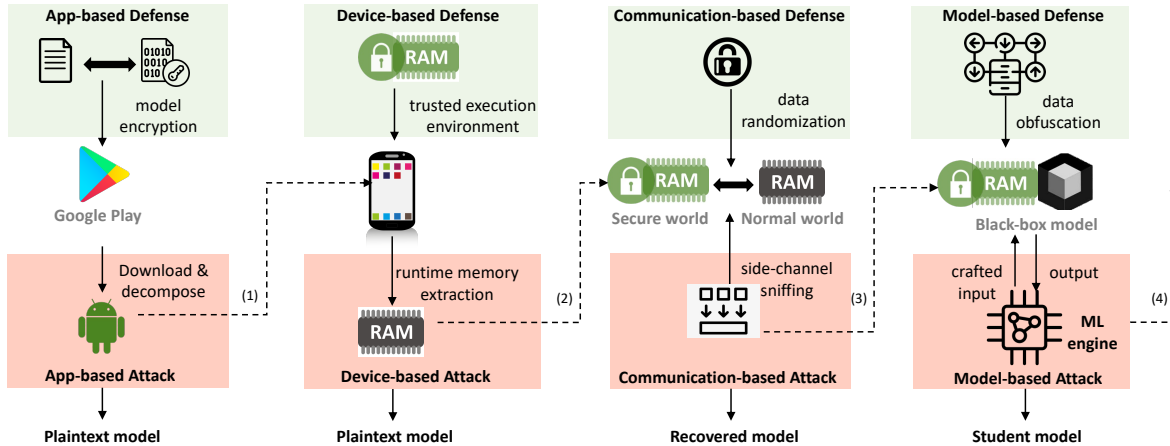 App-based Defense
01010
010
010
model
encryption
Google Play
Download &
decompose
(1)
App-based Attack
Plaintext model
Device-based Defense
RAM
trusted execution
environment
runtime memory
extraction
(2)
RAM
Device-based Attack
Plaintext model
Communication-based Defense
data
randomization
RAM
RAM
Secure world
Normal world
side-channel
sniffing
(3)
Communication-based Attack
Recovered model
Model-based Defense
data
obfuscation
RAM
Black-box model
crafted
input
output
(4)
ML
engine
Model-based Attack
Student model